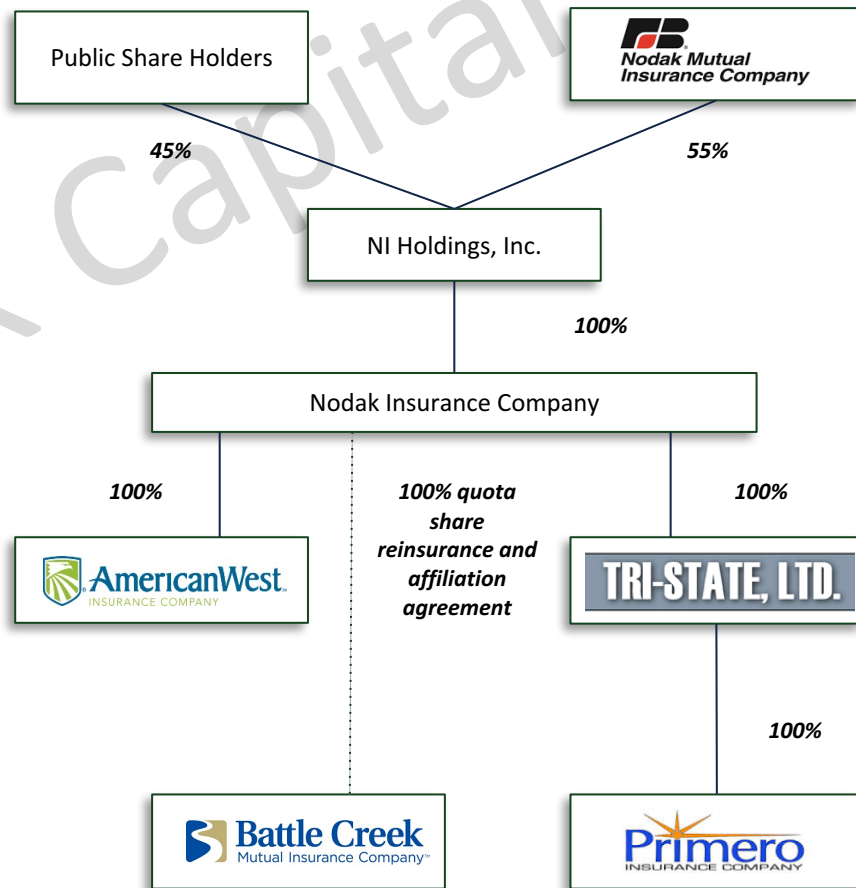 Capital
Public Share Holders
Nodak Mutual
Insurance Company
45%
55%
NI Holdings, Inc.
100%
Nodak Insurance Company
100%
100% quota
share
reinsurance and
affiliation
agreement
100%
AmericanWest
INSURANCE COMPANY
TRI-STATE, LTD.
100%
Battle Creek
Mutual Insurance Company™
Primero
INSURANCE COMPANY